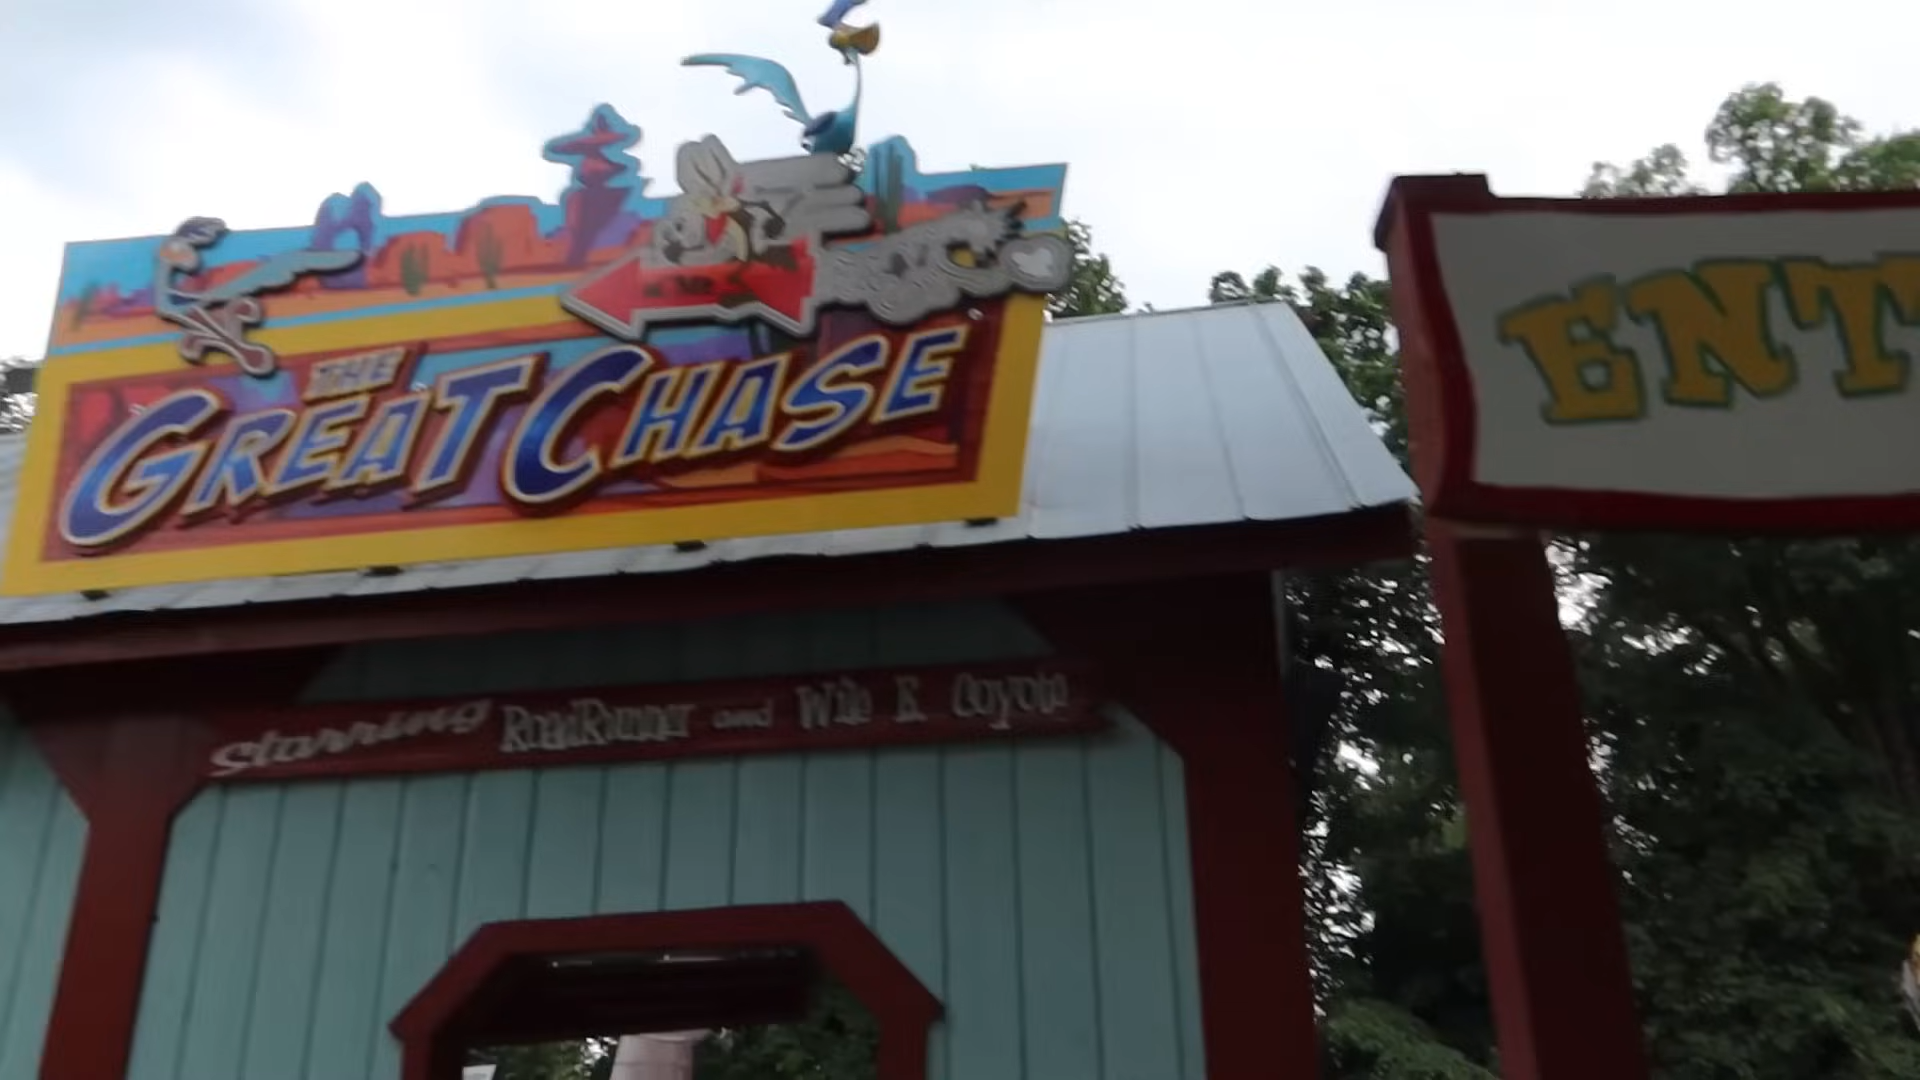 THE
GREAT CHASE
Starring RoadRunner and Wile E. Coyote
ENT